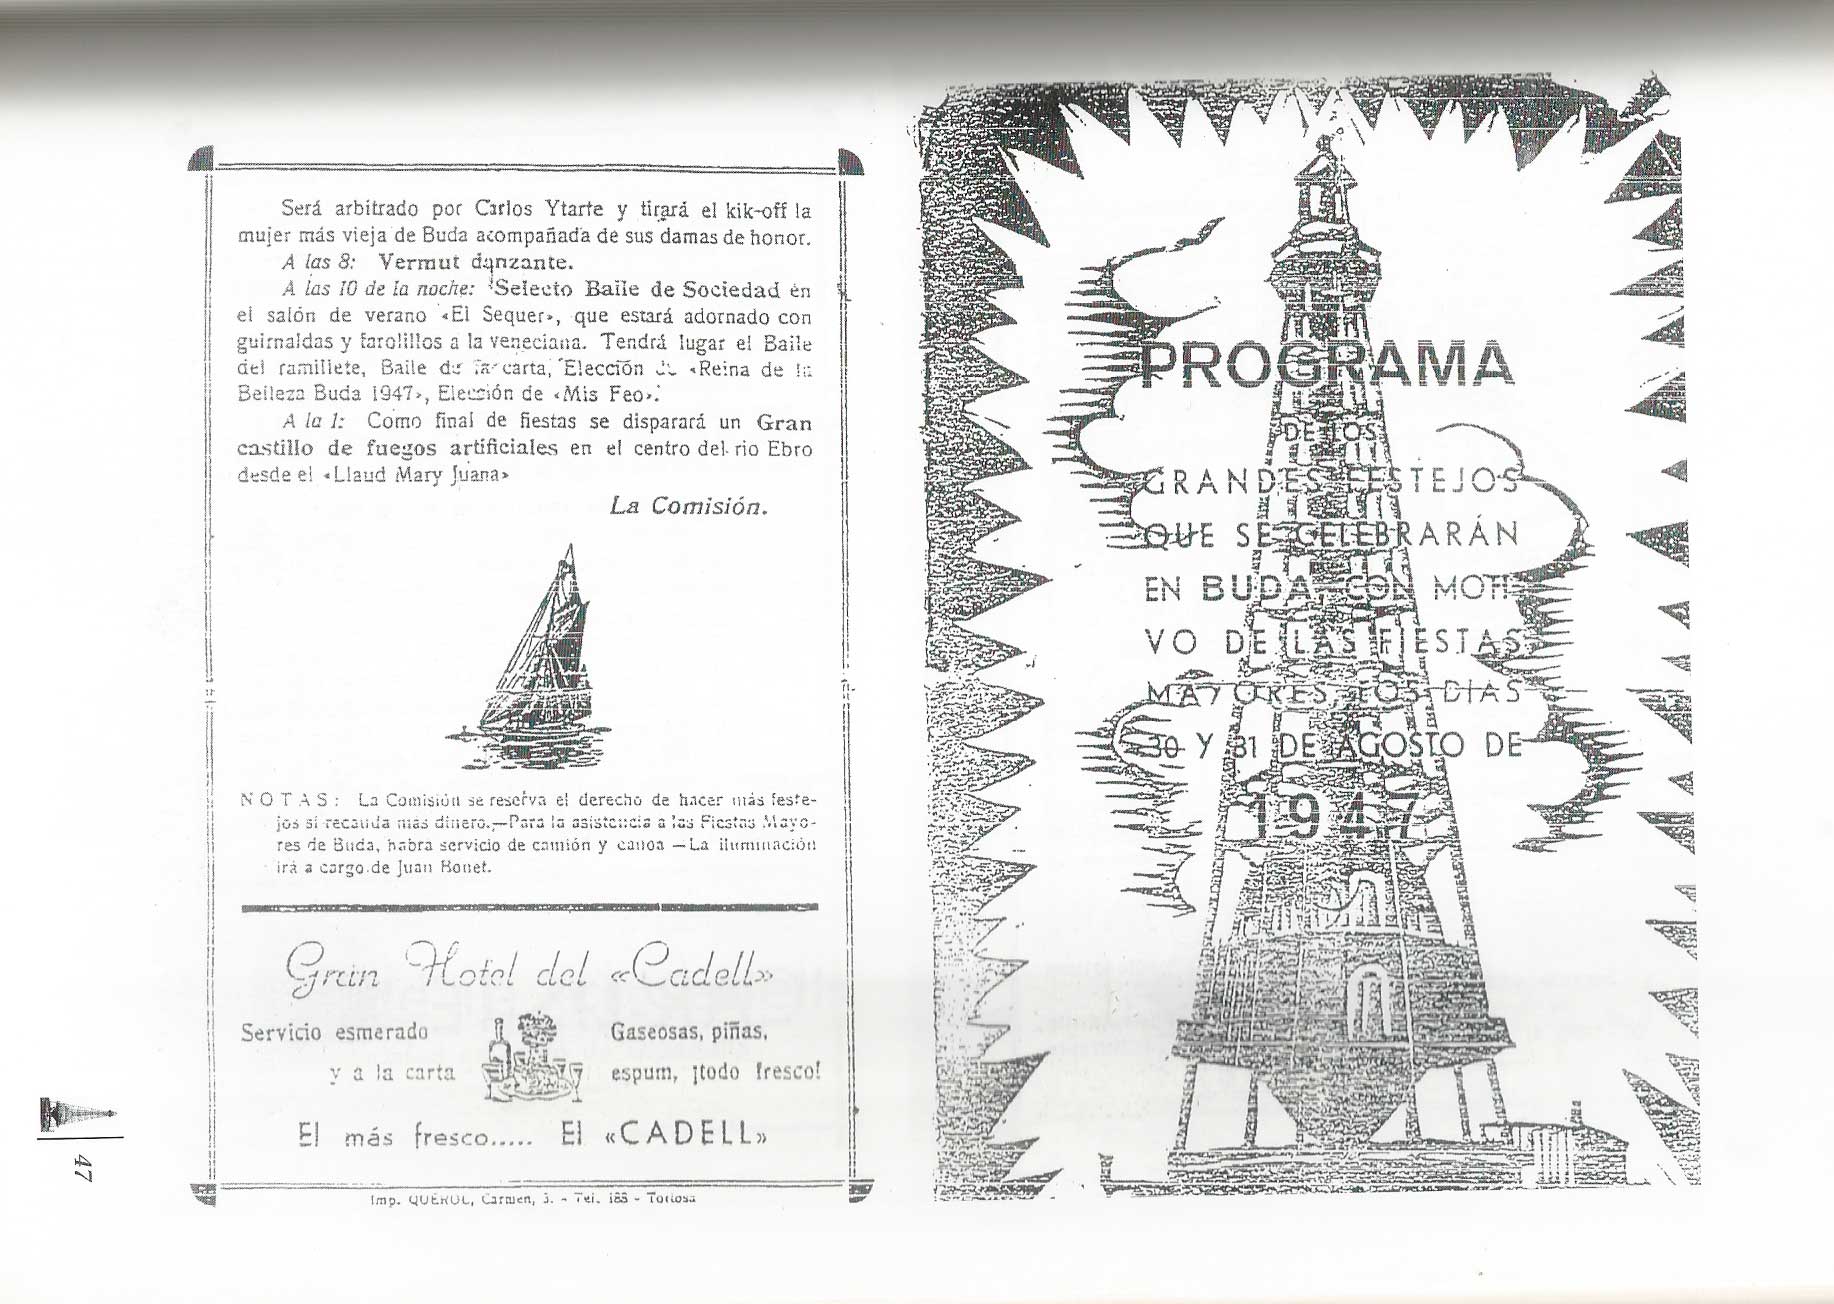 Será arbitrado por Carlos Ytarte y tirará el kik-off la
mujer más vieja de Buda acompañada de sus damas de honor.
A las 8: Vermut danzante.
A las 10 de la noche: Selecto Baile de Sociedad en
el salón de verano «El Sequer», que estará adornado con
guirnaldas y farolillos a la veneciana. Tendrá lugar el Baile
del ramillete, Baile de la carta, Elección de «Reina de la
Belleza Buda 1947», Elección de «Mis Feo».
A la 1: Como final de fiestas se disparará un Gran
castillo de fuegos artificiales en el centro del rio Ebro
desde el «Llaud Mary Juana»
La Comisión.
NOTAS: La Comisión se reserva el derecho de hacer más feste-
jos si recauda más dinero.—Para la asistencia a las Fiestas Mayo-
res de Buda, habra servicio de camión y canoa —La iluminación
irá a cargo de Juan Bonet.
Gran Hotel del «Cadell»
Servicio esmerado
y a la carta
Gaseosas, piñas,
espum, ¡todo fresco!
El más fresco..... El «CADELL»
Imp. QUEROL, Carmen, 3. - Tel. 188 - Tortosa
47
PROGRAMA
DE LOS
GRANDES FESTEJOS
QUE SE CELEBRARÁN
EN BUDA, CON MOTI-
VO DE LAS FIESTAS
MAYORES, LOS DIAS
30 Y 31 DE AGOSTO DE
1947